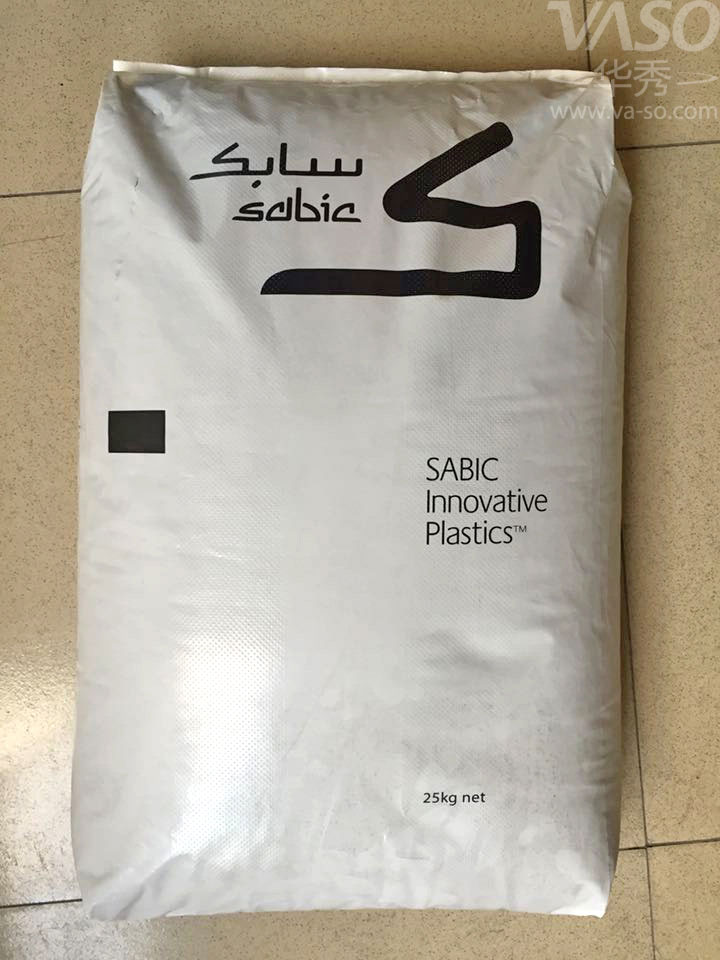 VASO
华秀
www.va-so.com
سابك
sabic
ك
SABIC
Innovative
Plastics™
25kg net